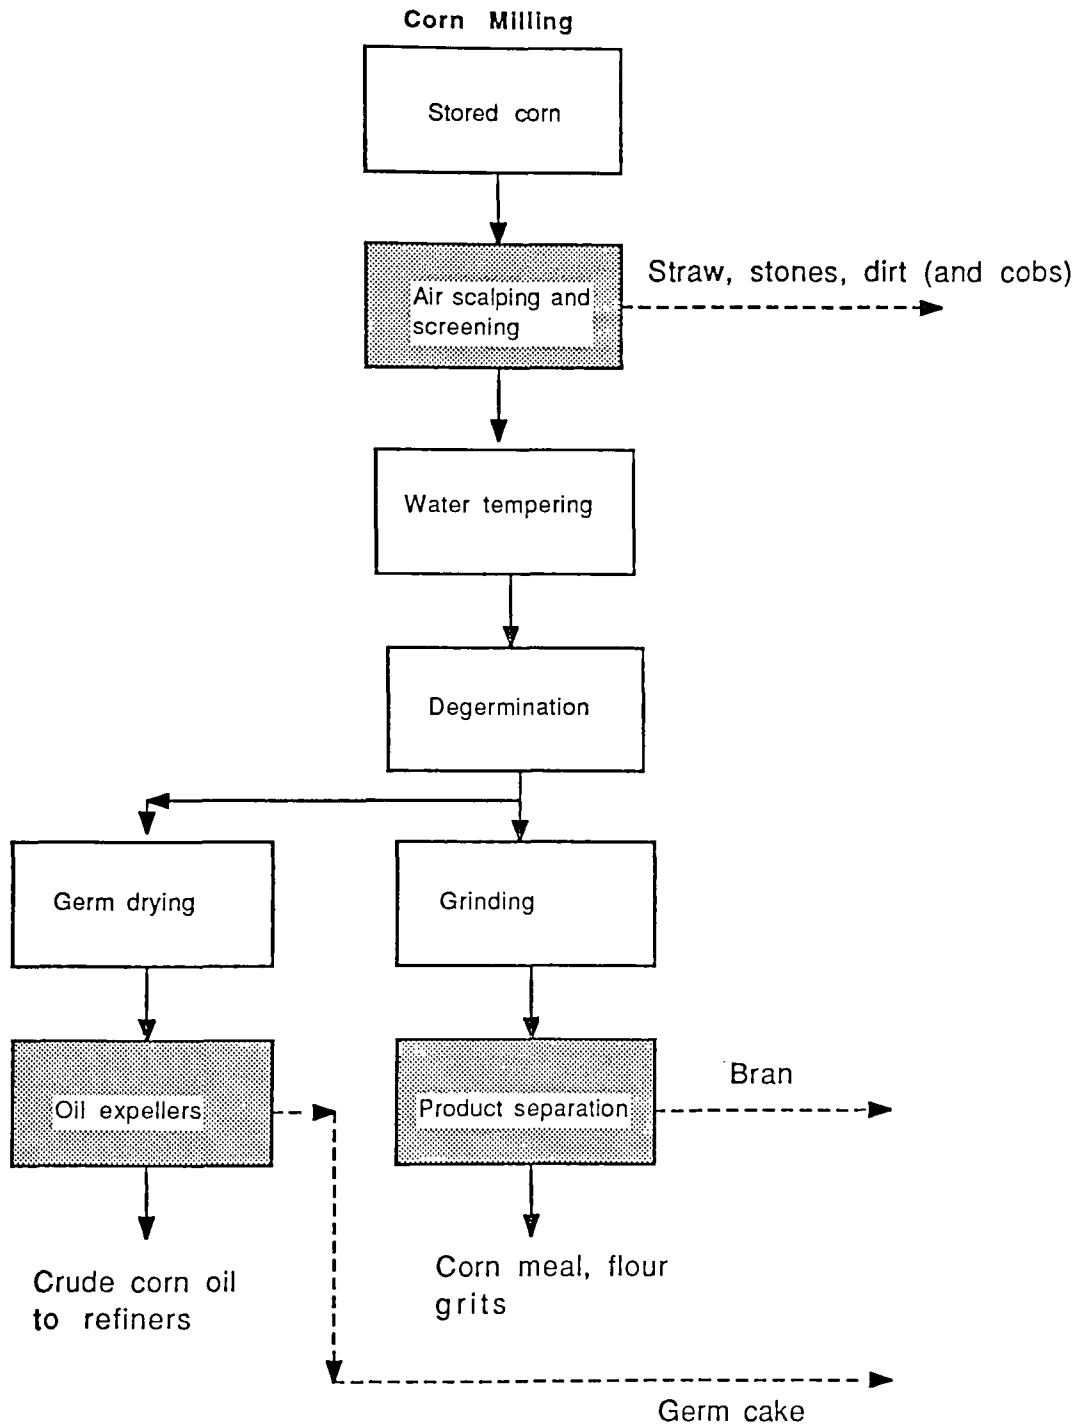 Corn Milling
Stored corn
Straw, stones, dirt (and cobs)
Air scalping and
screening
Water tempering
Degermination
Germ drying
Grinding
Bran
Oil expellers
Product separation
Corn meal, flour
grits
Crude corn oil
to refiners
Germ cake